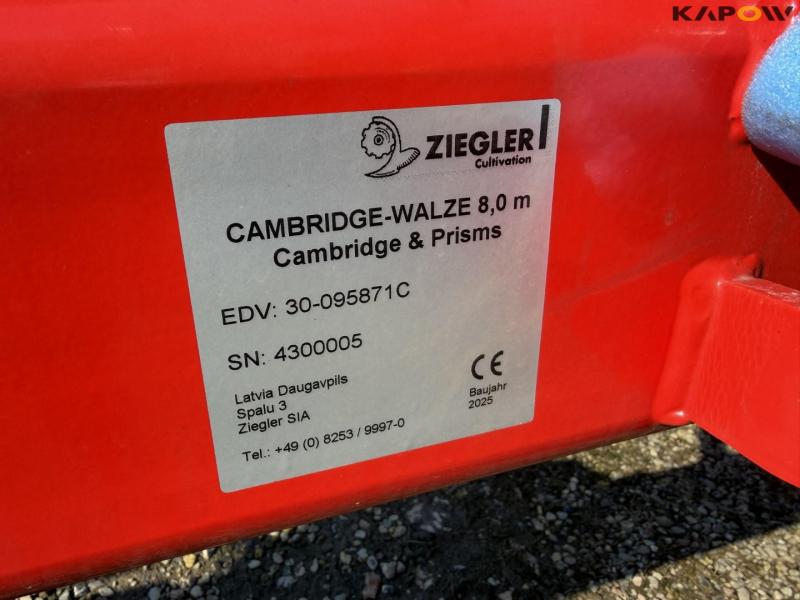 KAPOW
ZIEGLER
Cultivation
CAMBRIDGE-WALZE 8,0 m
Cambridge & Prisms
EDV: 30-095871C
SN: 4300005
Latvia Daugavpils
Spalu 3
Ziegler SIA
Tel.: +49 (0) 8253 / 9997-0
CE
Baujahr
2025